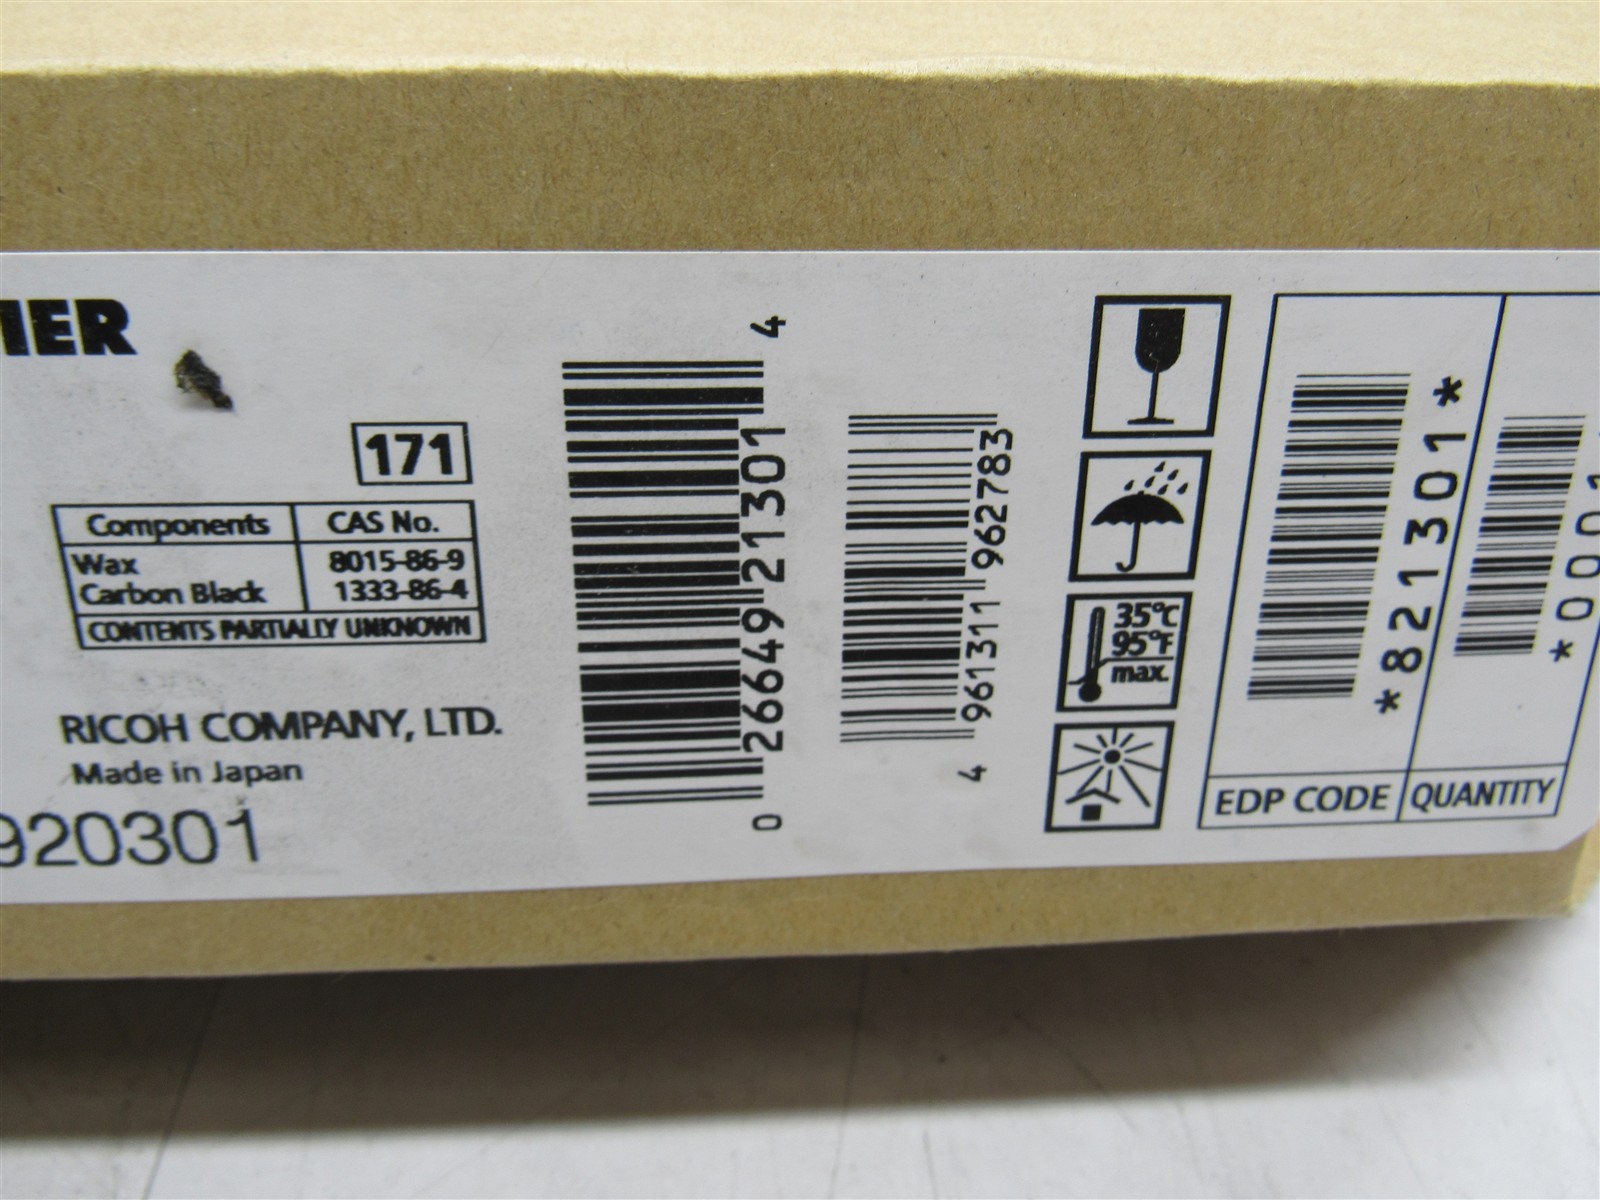 171
Components CAS No.
Wax 8015-86-9
Carbon Black 1333-86-4
CONTENTS PARTIALLY UNKNOWN
RICOH COMPANY, LTD.
Made in Japan
920301
0 26649 21301 4
4 961311 962783
35°C
95°F
max.
*821301*
EDP CODE
QUANTITY